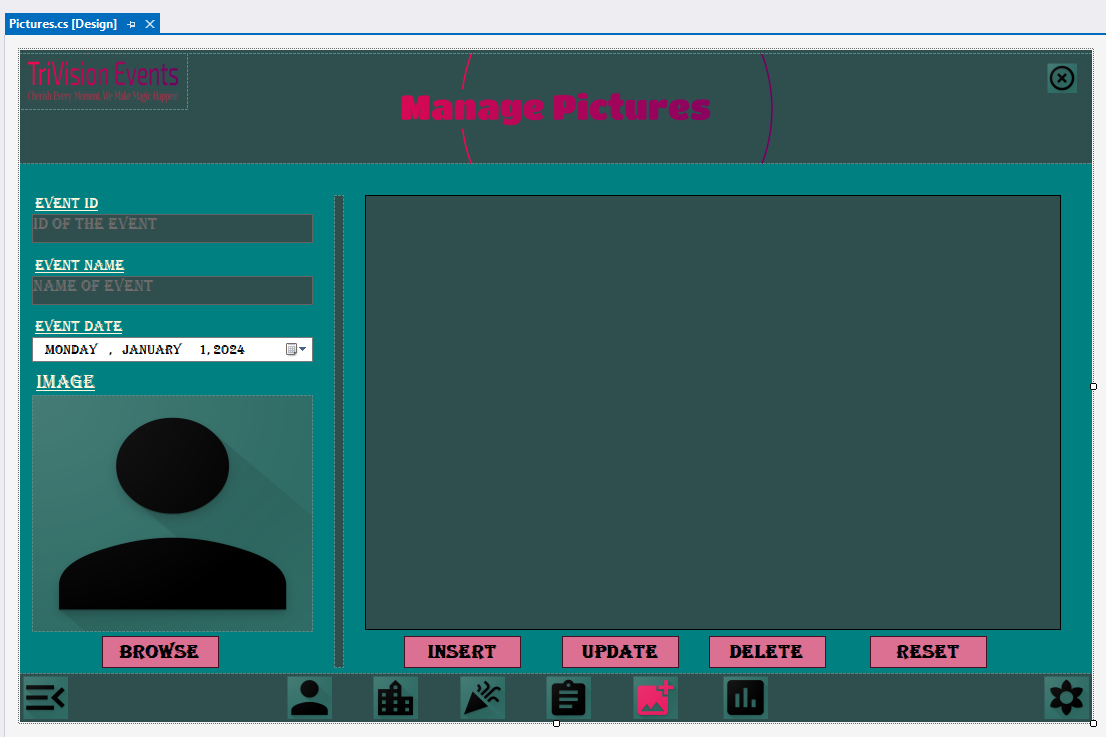 Pictures.cs [Design]
TriVision Events
Cherish Every Moment We Make Magic Happen
Manage Pictures
EVENT ID
ID OF THE EVENT
EVENT NAME
NAME OF EVENT
EVENT DATE
MONDAY , JANUARY 1, 2024
IMAGE
BROWSE
INSERT
UPDATE
DELETE
RESET